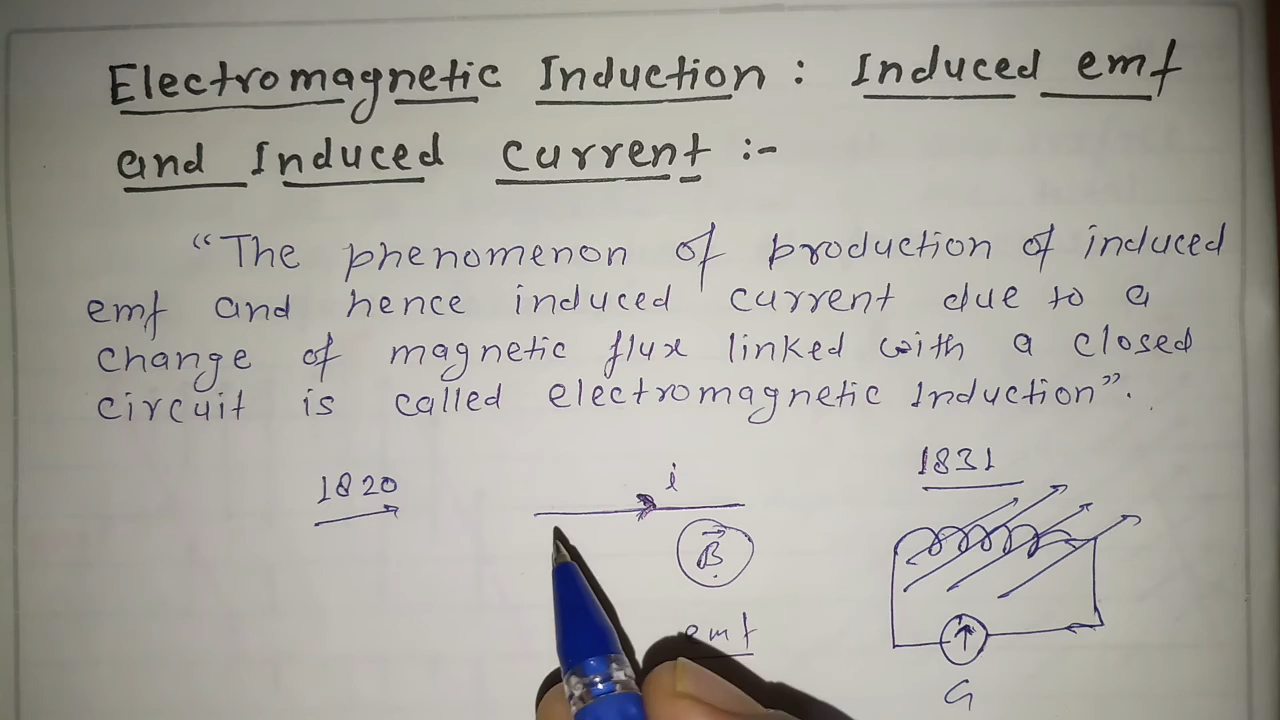 Electromagnetic Induction : Induced emf
and Induced current :-
“The phenomenon of production of induced
emf and hence induced current due to a
change of magnetic flux linked with a closed
circuit is called electromagnetic Induction”.
1820
i
B
emf
1831
G